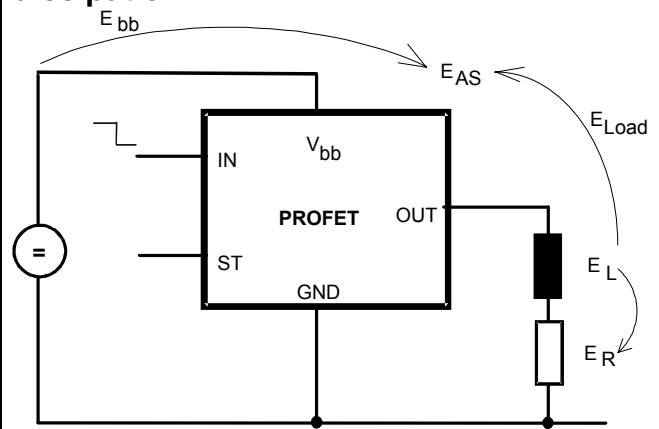 E bb
E AS
E Load
V bb
IN
PROFET
OUT
=
ST
GND
E L
E R